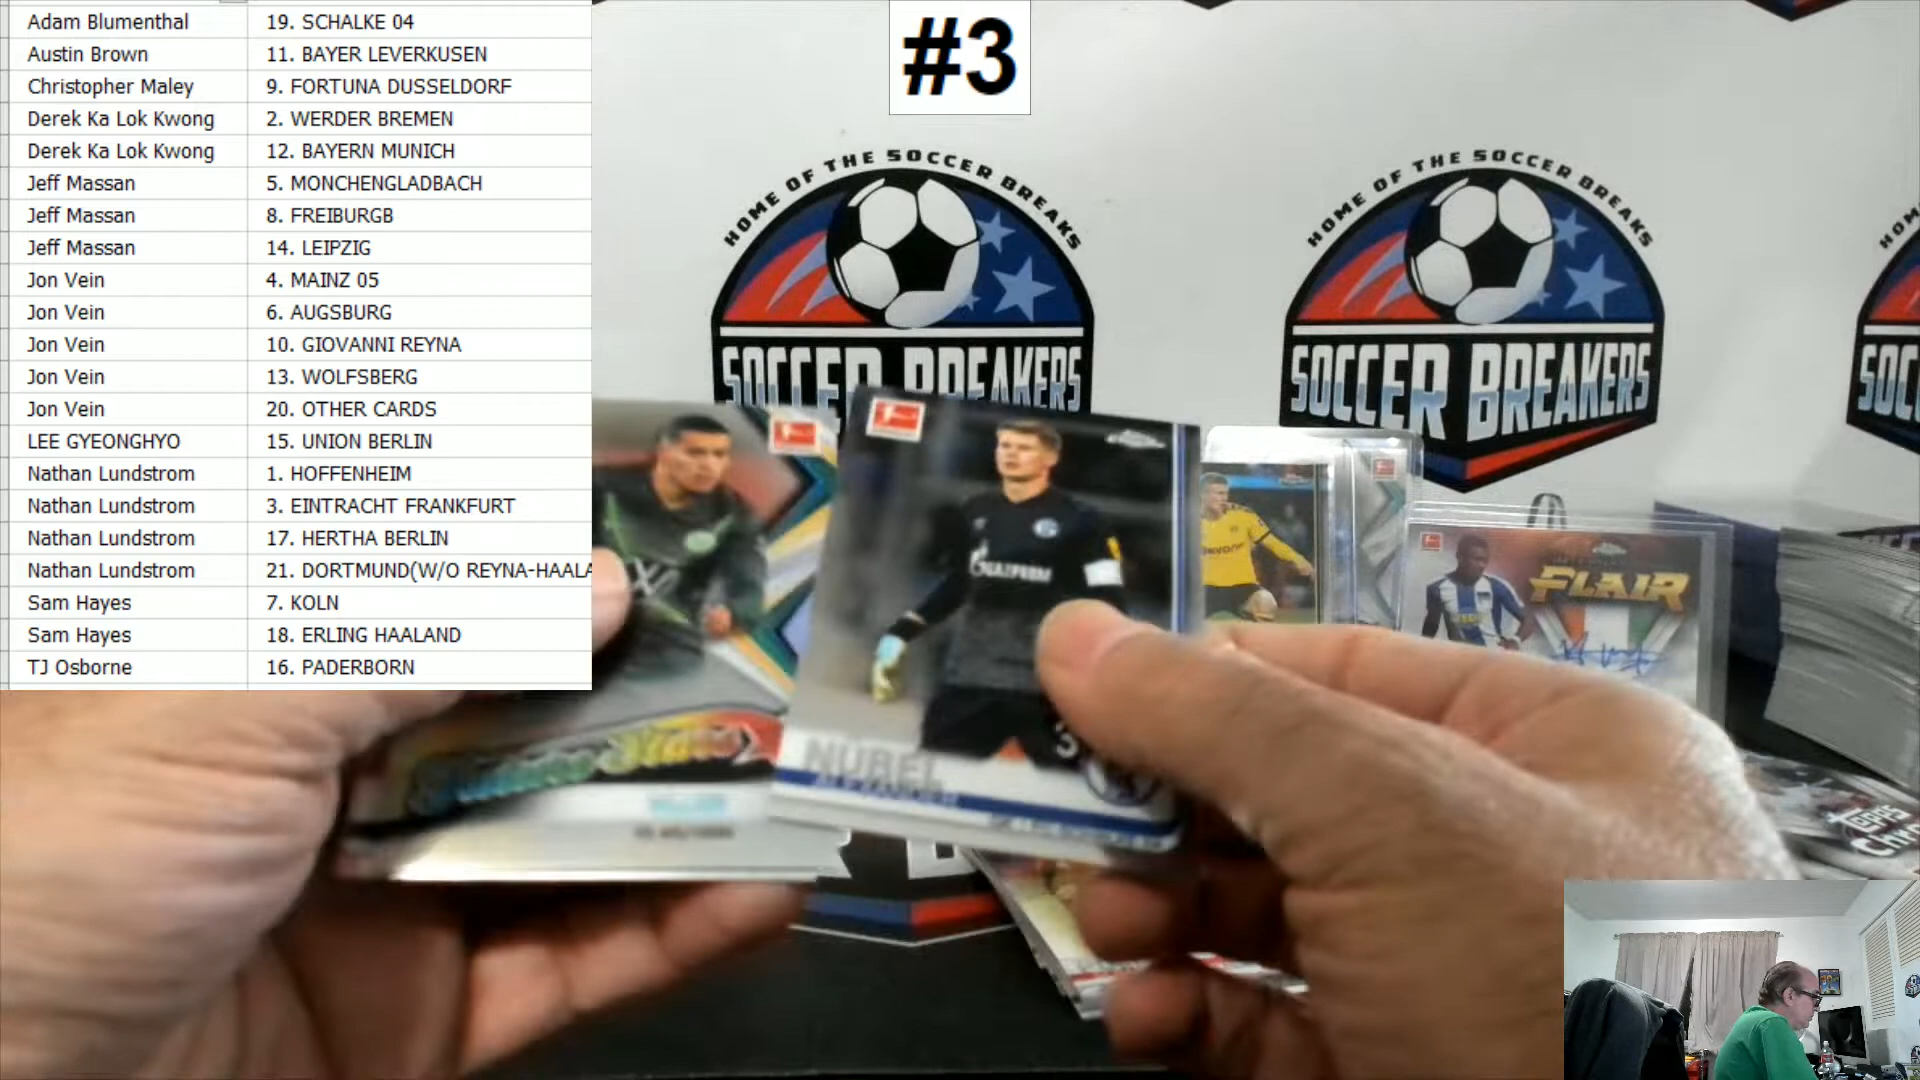 Adam Blumenthal 19. SCHALKE 04
Austin Brown 11. BAYER LEVERKUSEN
Christopher Maley 9. FORTUNA DUSSELDORF
Derek Ka Lok Kwong 2. WERDER BREMEN
Derek Ka Lok Kwong 12. BAYERN MUNICH
Jeff Massan 5. MONCHENGLADBACH
Jeff Massan 8. FREIBURGB
Jeff Massan 14. LEIPZIG
Jon Vein 4. MAINZ 05
Jon Vein 6. AUGSBURG
Jon Vein 10. GIOVANNI REYNA
Jon Vein 13. WOLFSBERG
Jon Vein 20. OTHER CARDS
LEE GYEONGHYO 15. UNION BERLIN
Nathan Lundstrom 1. HOFFENHEIM
Nathan Lundstrom 3. EINTRACHT FRANKFURT
Nathan Lundstrom 17. HERTHA BERLIN
Nathan Lundstrom 21. DORTMUND(W/O REYNA-HAALA
Sam Hayes 7. KOLN
Sam Hayes 18. ERLING HAALAND
TJ Osborne 16. PADERBORN
#3
HOME OF THE SOCCER BREAKS
SOCCER BREAKERS
HOME OF THE SOCCER BREAKS
SOCCER BREAKERS
HOM
SOC
FLAIR
GAZPROM
NUBEL
ALEXANDER
Topps
Chro